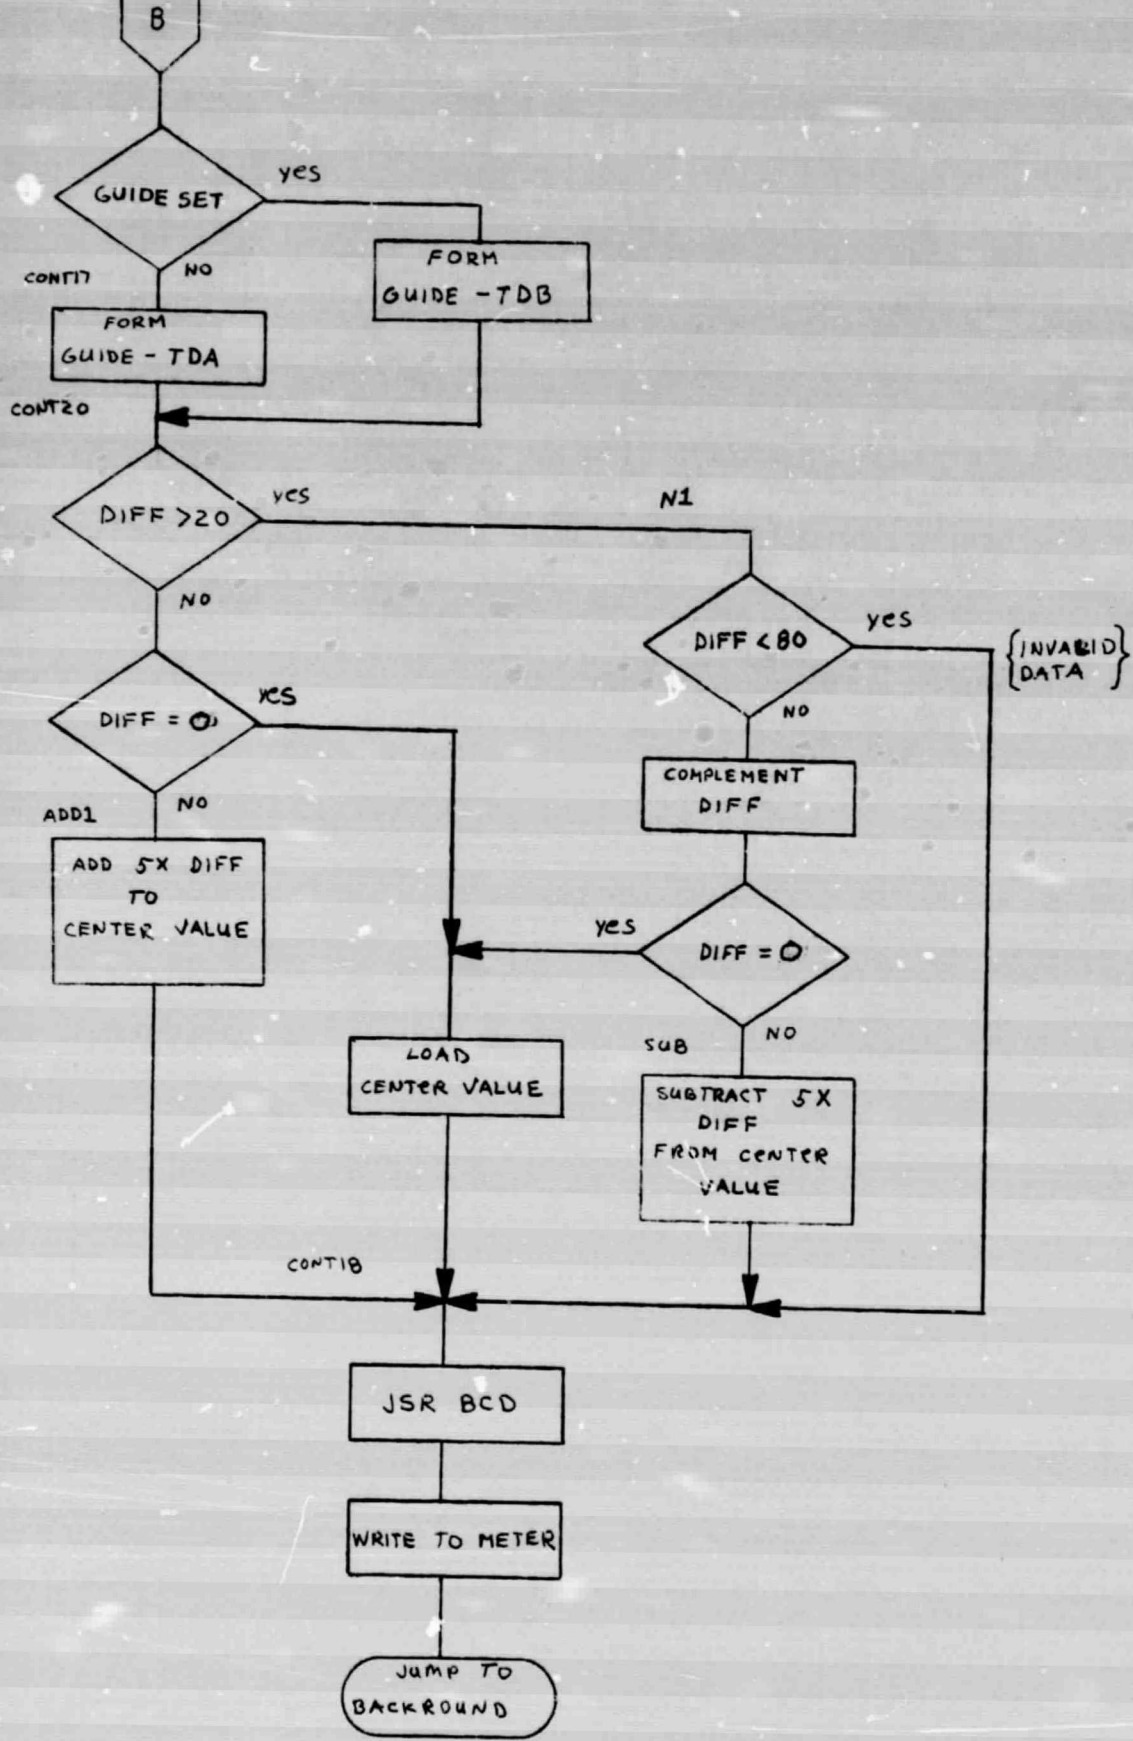 B
GUIDE SET
yes
NO
FORM
GUIDE - TDB
CONT17
FORM
GUIDE - TDA
CONT20
DIFF >20
yes
N1
NO
DIFF < 80
yes
{INVALID
DATA}
NO
DIFF = 0
yes
NO
COMPLEMENT
DIFF
ADD1
ADD 5X DIFF
TO
CENTER VALUE
yes
DIFF = 0
NO
LOAD
CENTER VALUE
SUB
SUBTRACT 5X
DIFF
FROM CENTER
VALUE
CONT18
JSR BCD
WRITE TO METER
JUMP TO
BACKROUND